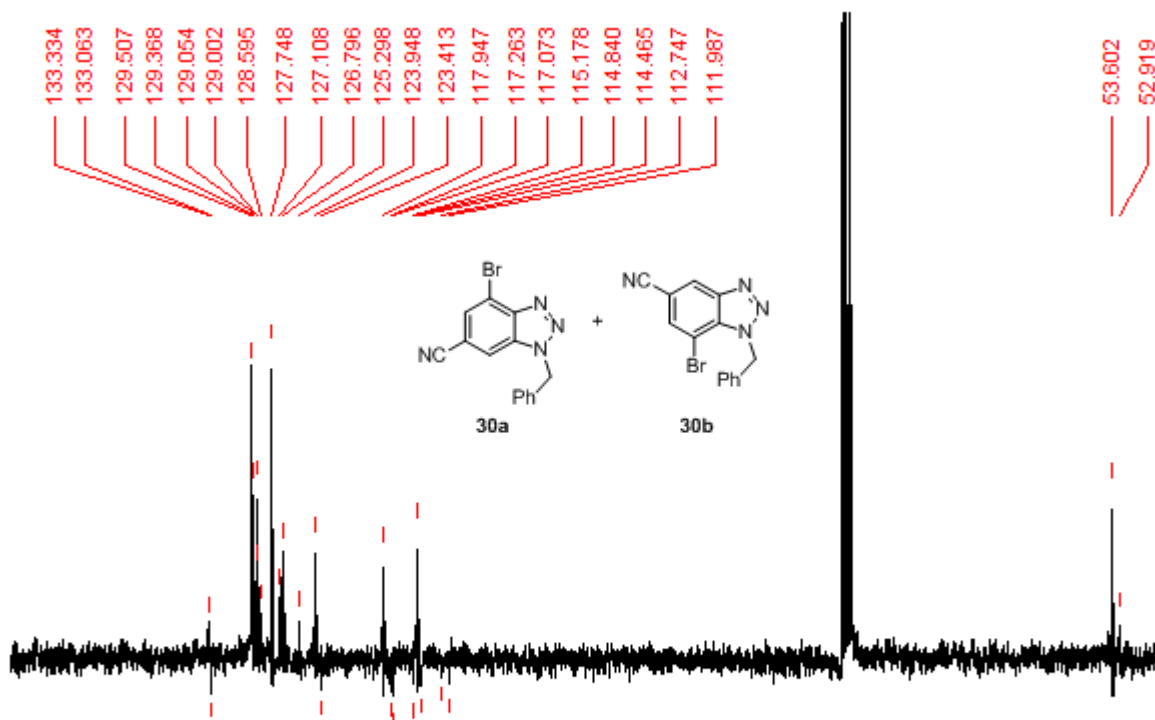 133.334
133.063
129.507
129.368
129.054
129.002
128.595
127.748
127.108
126.796
125.298
123.948
123.413
117.947
117.263
117.073
115.178
114.840
114.465
112.747
111.987
53.602
52.919
Br
N
N
N
NC
Ph
30a
+
NC
N
N
N
Br
Ph
30b